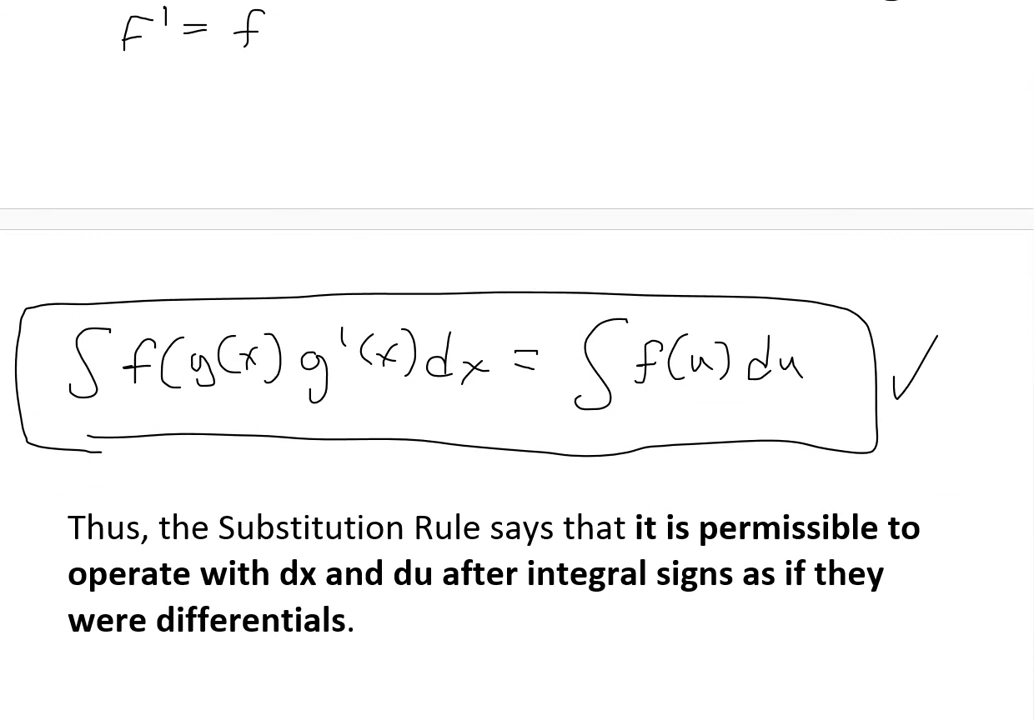 F' = f
∫ f(g(x) g'(x) dx = ∫ f(u) du ✓
Thus, the Substitution Rule says that it is permissible to
operate with dx and du after integral signs as if they
were differentials.